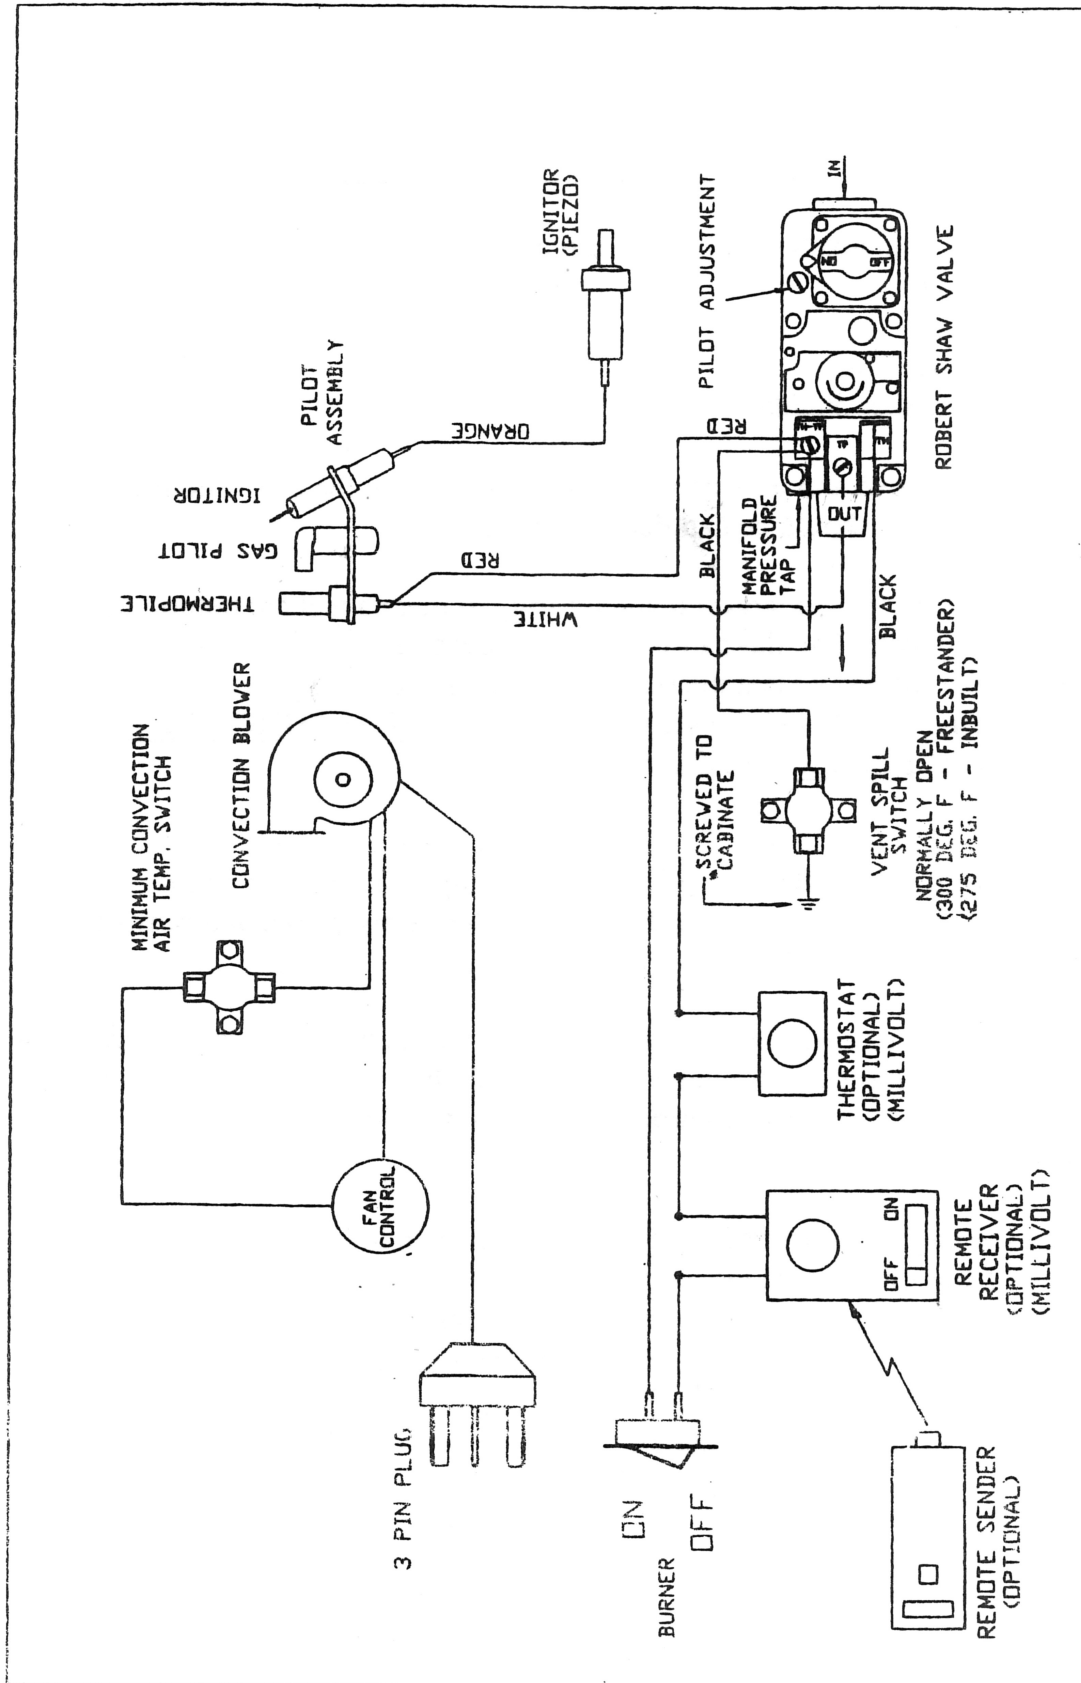 3 PIN PLUG
FAN
CONTROL
MINIMUM CONVECTION
AIR TEMP. SWITCH
CONVECTION BLOWER
THERMOPILE
GAS PILOT
IGNITOR
PILOT
ASSEMBLY
IGNITOR
(PIEZO)
ORANGE
RED
WHITE
BURNER
ON
OFF
BLACK
RED
PILOT ADJUSTMENT
MANIFOLD
PRESSURE
TAP
IN
ON
OFF
TP
OUT
BLACK
ROBERT SHAW VALVE
SCREWED TO
CABINATE
VENT SPILL
SWITCH
NORMALLY OPEN
(300 DEG. F - FREESTANDER)
(275 DEG. F - INBUILT)
THERMOSTAT
(OPTIONAL)
(MILLIVOLT)
OFF
ON
REMOTE
RECEIVER
(OPTIONAL)
(MILLIVOLT)
REMOTE SENDER
(OPTIONAL)